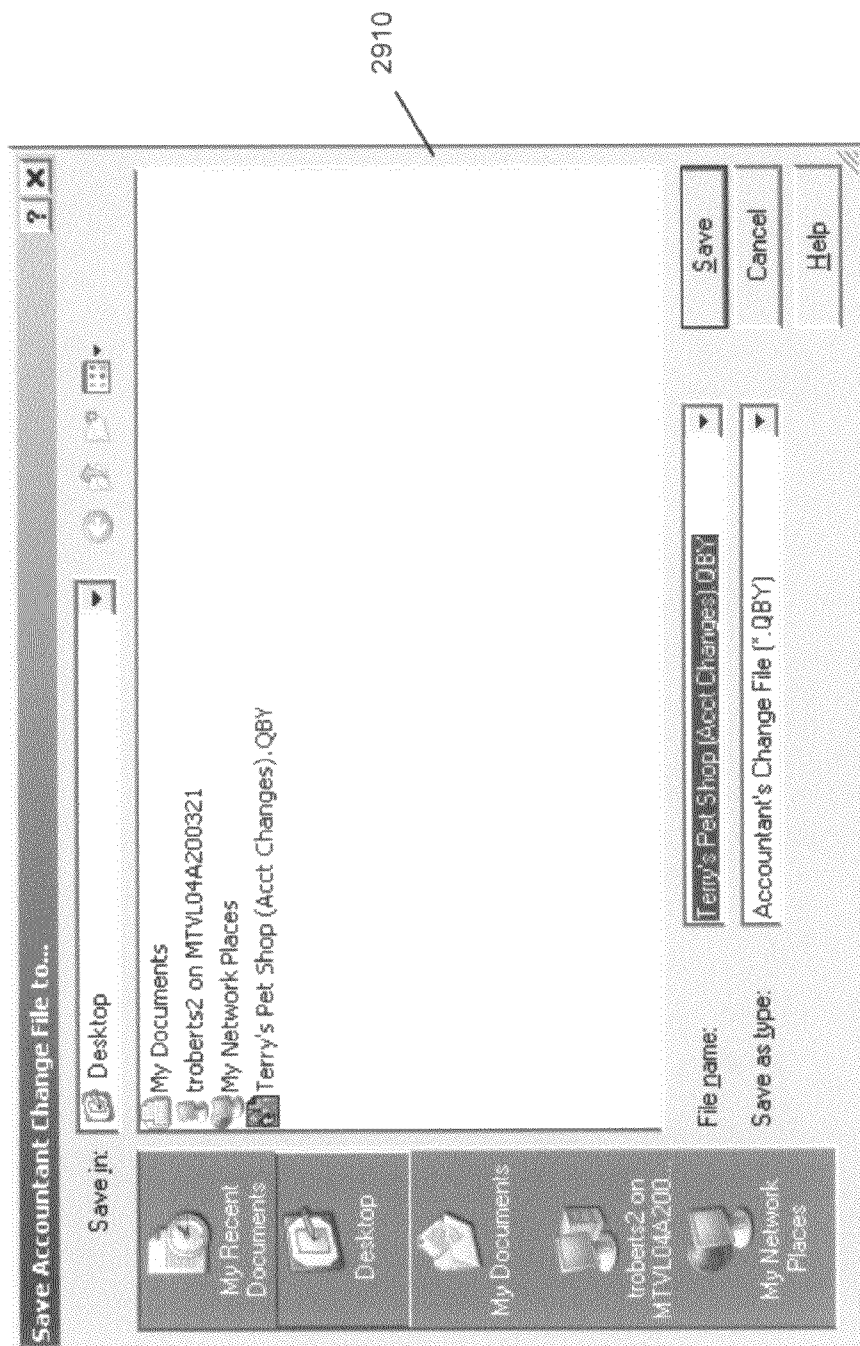 Save Accountant Change File to...
? X
Save in:
Desktop
My Recent
Documents
Desktop
My Documents
troberts2 on
MTVL04A200...
My Network
Places
My Documents
troberts2 on MTVL04A200321
My Network Places
Terry's Pet Shop (Acct Changes).QBY
File name:
Terry's Pet Shop (Acct Changes).QBY
Save
Save as type:
Accountant's Change File (*.QBY)
Cancel
Help
2910